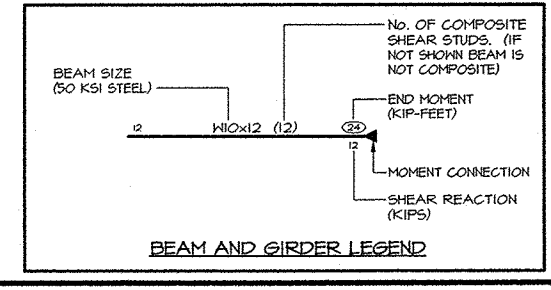 No. OF COMPOSITE
SHEAR STUDS. (IF
NOT SHOWN BEAM IS
NOT COMPOSITE)
BEAM SIZE
(50 KSI STEEL)
END MOMENT
(KIP-FEET)
12 W10x12 (12) 24
12
MOMENT CONNECTION
SHEAR REACTION
(KIPS)
BEAM AND GIRDER LEGEND